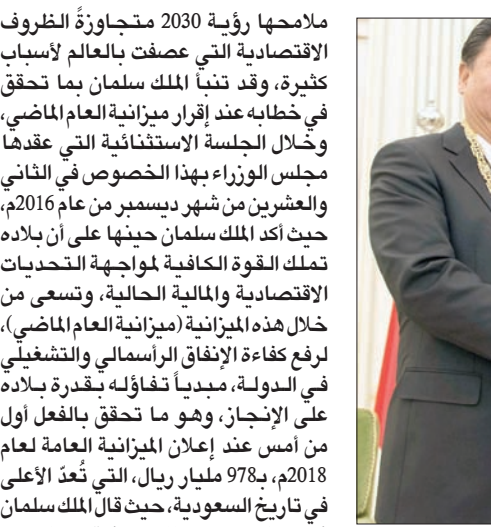 ملامحها رؤية 2030 متجاوزةً الظروف
الاقتصادية التي عصفت بالعالم لأسباب
كثيرة، وقد تنبأ الملك سلمان بما تحقق
في خطابه عند إقرار ميزانية العام الماضي،
وخلال الجلسة الاستثنائية التي عقدها
مجلس الوزراء بهذا الخصوص في الثاني
والعشرين من شهر ديسمبر من عام 2016م،
حيث أكد الملك سلمان حينها على أن بلاده
تملك القوة الكافية لمواجهة التحديات
الاقتصادية والمالية الحالية، وتسعى من
خلال هذه الميزانية (ميزانية العام الماضي)،
لرفع كفاءة الإنفاق الرأسمالي والتشغيلي
في الدولة، مبدياً تفاؤله بقدرة بلاده
على الإنجاز، وهو ما تحقق بالفعل أول
من أمس عند إعلان الميزانية العامة لعام
2018م، بـ978 مليار ريال، التي تُعدّ الأعلى
في تاريخ السعودية، حيث قال الملك سلمان